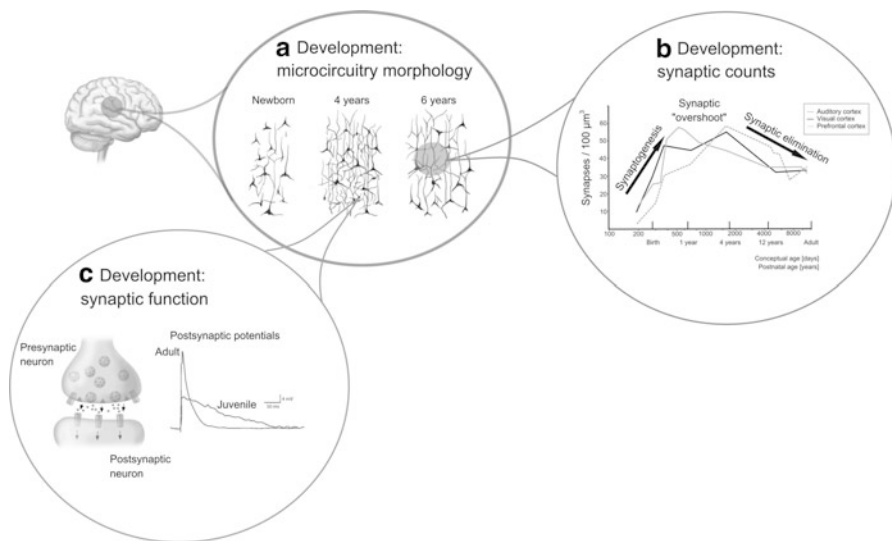 a Development:
microcircuitry morphology
Newborn
4 years
6 years
b Development:
synaptic counts
Synaptic
"overshoot"
Auditory cortex
Visual cortex
Prefrontal cortex
Synaptogenesis
Synaptic elimination
Synapses / 100 µm³
60
50
40
30
20
10
100 200 500 1000 2000 4000 8000
Birth 1 year 4 years 12 years Adult
Conceptual age [days]
Postnatal age [years]
c Development:
synaptic function
Presynaptic
neuron
Postsynaptic potentials
Adult
Juvenile
Postsynaptic
neuron